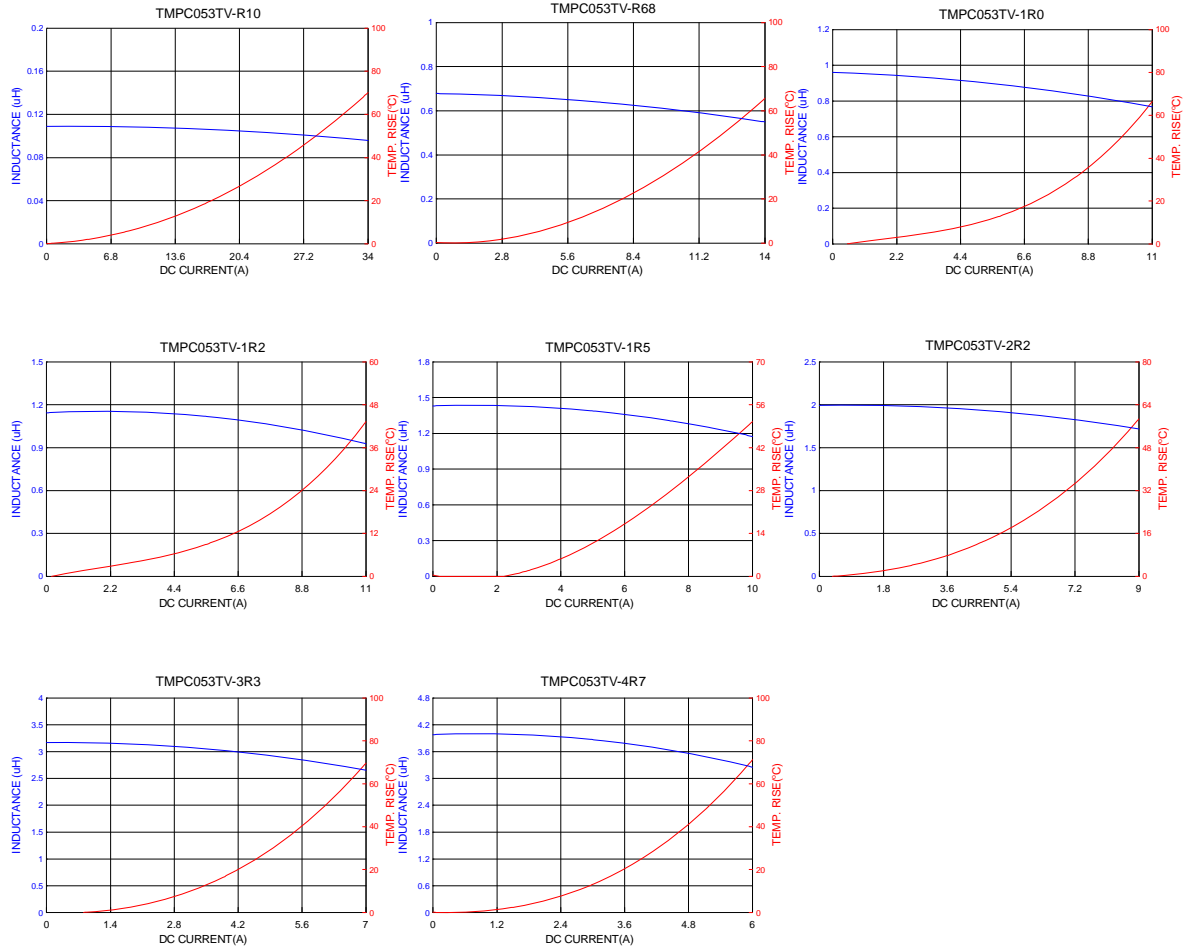 TMPC053TV-R10
0.2
0.16
0.12
0.08
0.04
0
INDUCTANCE (uH)
100
80
60
40
20
0
TEMP. RISE(ºC)
0 6.8 13.6 20.4 27.2 34
DC CURRENT(A)
TMPC053TV-R68
1
0.8
0.6
0.4
0.2
0
INDUCTANCE (uH)
100
80
60
40
20
0
TEMP. RISE(ºC)
0 2.8 5.6 8.4 11.2 14
DC CURRENT(A)
TMPC053TV-1R0
1.2
1
0.8
0.6
0.4
0.2
0
INDUCTANCE (uH)
100
80
60
40
20
0
TEMP. RISE(ºC)
0 2.2 4.4 6.6 8.8 11
DC CURRENT(A)
TMPC053TV-1R2
1.5
1.2
0.9
0.6
0.3
0
INDUCTANCE (uH)
60
48
36
24
12
0
TEMP. RISE(ºC)
0 2.2 4.4 6.6 8.8 11
DC CURRENT(A)
TMPC053TV-1R5
1.8
1.5
1.2
0.9
0.6
0.3
0
INDUCTANCE (uH)
70
56
42
28
14
0
TEMP. RISE(ºC)
0 2 4 6 8 10
DC CURRENT(A)
TMPC053TV-2R2
2.5
2
1.5
1
0.5
0
INDUCTANCE (uH)
80
64
48
32
16
0
TEMP. RISE(ºC)
0 1.8 3.6 5.4 7.2 9
DC CURRENT(A)
TMPC053TV-3R3
4
3.5
3
2.5
2
1.5
1
0.5
0
INDUCTANCE (uH)
100
80
60
40
20
0
TEMP. RISE(ºC)
0 1.4 2.8 4.2 5.6 7
DC CURRENT(A)
TMPC053TV-4R7
4.8
4.2
3.6
3
2.4
1.8
1.2
0.6
0
INDUCTANCE (uH)
100
80
60
40
20
0
TEMP. RISE(ºC)
0 1.2 2.4 3.6 4.8 6
DC CURRENT(A)